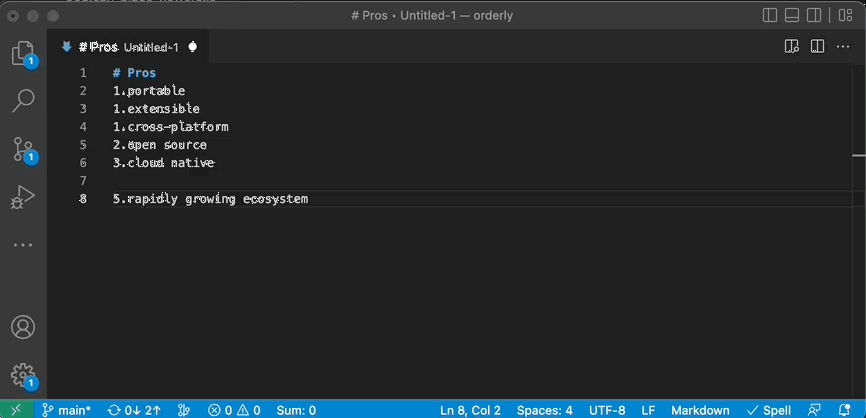 # Pros • Untitled-1 — orderly
# Pros Untitled-1
1 # Pros
2 1.portable
3 1.extensible
4 1.cross-platform
5 2.open source
6 3.cloud native
7
8 5.rapidly growing ecosystem
1
1
1
main* 0↓ 2↑ 0 0 Sum: 0 Ln 8, Col 2 Spaces: 4 UTF-8 LF Markdown Spell